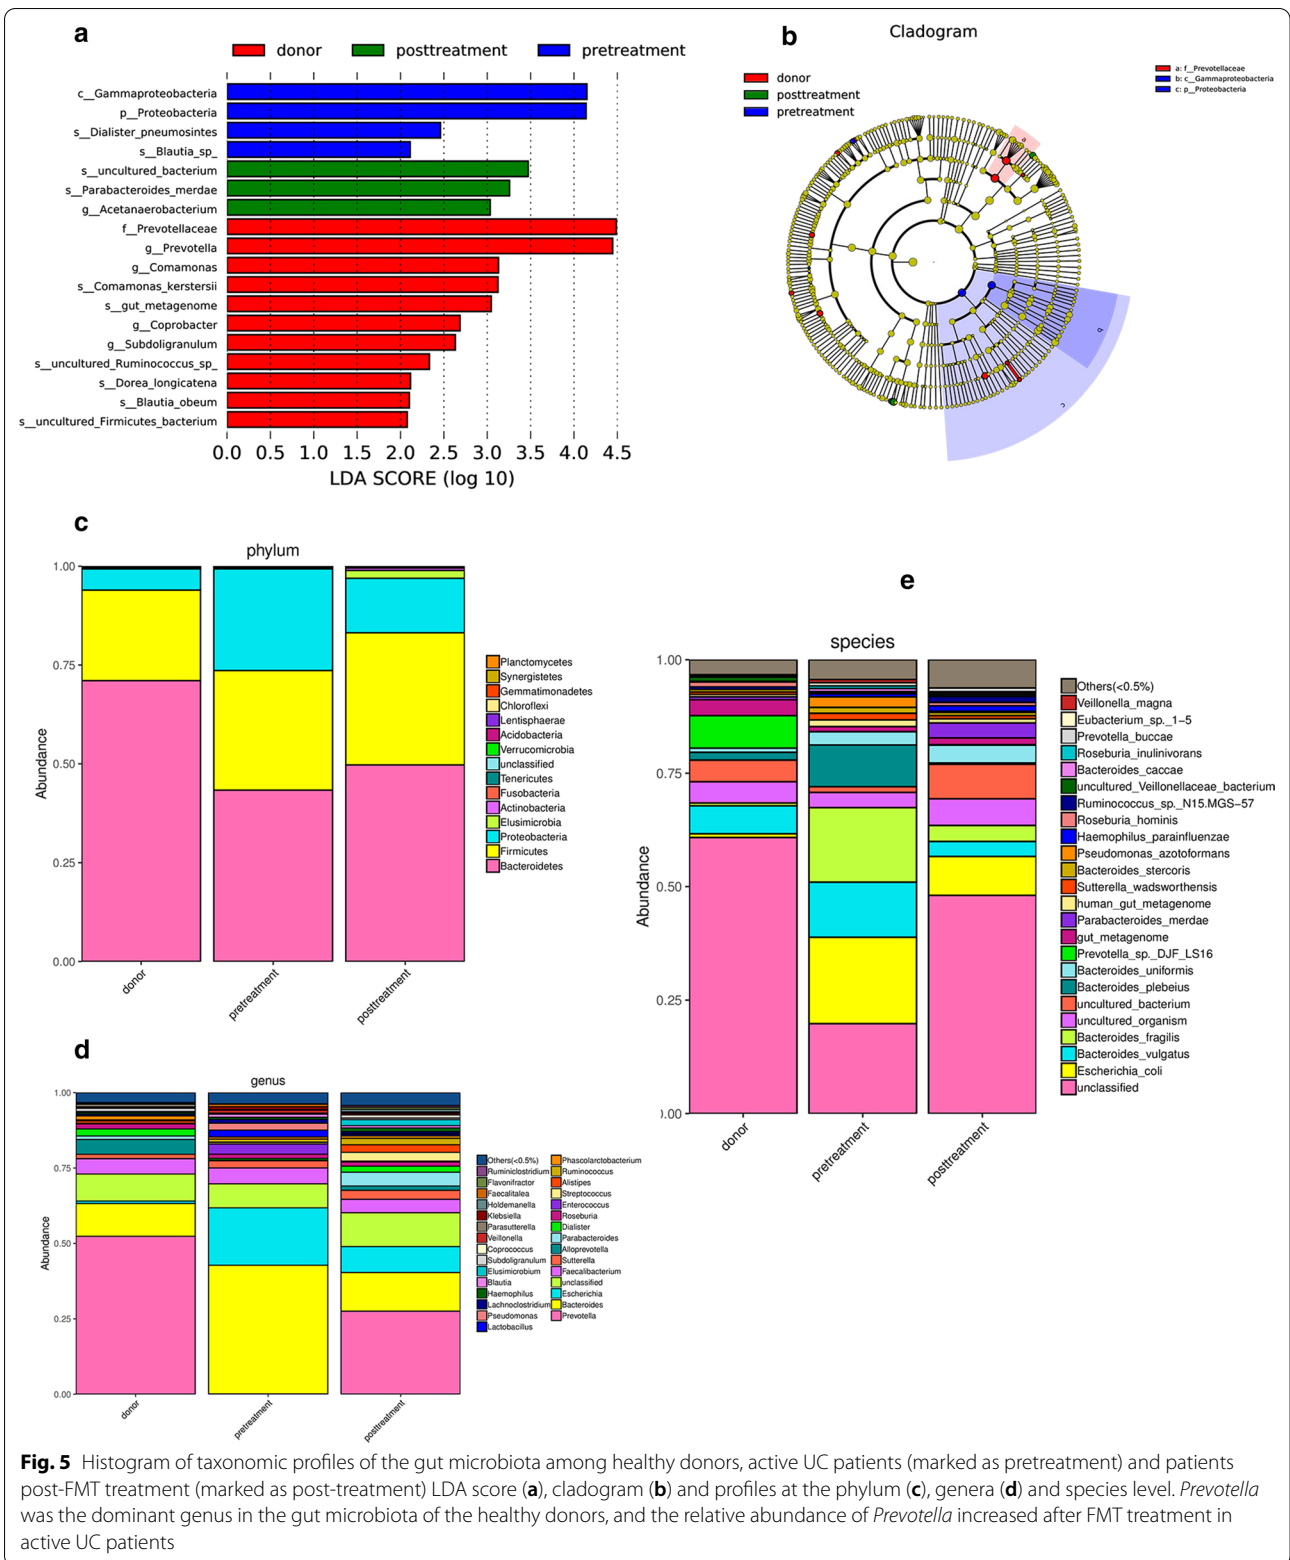 a
donor posttreatment pretreatment
c__Gammaproteobacteria
p__Proteobacteria
s__Dialister_pneumosintes
s__Blautia_sp_
s__uncultured_bacterium
s__Parabacteroides_merdae
g__Acetanaerobacterium
f__Prevotellaceae
g__Prevotella
g__Comamonas
s__Comamonas_kerstersii
s__gut_metagenome
g__Coprobacter
g__Subdoligranulum
s__uncultured_Ruminococcus_sp_
s__Dorea_longicatena
s__Blautia_obeum
s__uncultured_Firmicutes_bacterium
0.0 0.5 1.0 1.5 2.0 2.5 3.0 3.5 4.0 4.5
LDA SCORE (log 10)
b
Cladogram
donor
posttreatment
pretreatment
a: f__Prevotellaceae
b: c__Gammaproteobacteria
c: p__Proteobacteria
a
b
c
c
phylum
1.00
0.75
0.50
0.25
0.00
Abundance
donor
pretreatment
posttreatment
Planctomycetes
Synergistetes
Gemmatimonadetes
Chloroflexi
Lentisphaerae
Acidobacteria
Verrucomicrobia
unclassified
Tenericutes
Fusobacteria
Actinobacteria
Elusimicrobia
Proteobacteria
Firmicutes
Bacteroidetes
d
genus
1.00
0.75
0.50
0.25
0.00
Abundance
donor
pretreatment
posttreatment
Others(<0.5%) Phascolarctobacterium
Ruminiclostridium Ruminococcus
Flavonifractor Alistipes
Faecalitalea Streptococcus
Holdemanella Enterococcus
Klebsiella Roseburia
Parasutterella Dialister
Veillonella Parabacteroides
Coprococcus Alloprevotella
Subdoligranulum Sutterella
Elusimicrobium Faecalibacterium
Blautia unclassified
Haemophilus Escherichia
Lachnoclostridium Bacteroides
Pseudomonas Prevotella
Lactobacillus
e
species
1.00
0.75
0.50
0.25
0.00
Abundance
donor
pretreatment
posttreatment
Others(<0.5%)
Veillonella_magna
Eubacterium_sp._1−5
Prevotella_buccae
Roseburia_inulinivorans
Bacteroides_caccae
uncultured_Veillonellaceae_bacterium
Ruminococcus_sp._N15.MGS−57
Roseburia_hominis
Haemophilus_parainfluenzae
Pseudomonas_azotoformans
Bacteroides_stercoris
Sutterella_wadsworthensis
human_gut_metagenome
Parabacteroides_merdae
gut_metagenome
Prevotella_sp._DJF_LS16
Bacteroides_uniformis
Bacteroides_plebeius
uncultured_bacterium
uncultured_organism
Bacteroides_fragilis
Bacteroides_vulgatus
Escherichia_coli
unclassified
Fig. 5 Histogram of taxonomic profiles of the gut microbiota among healthy donors, active UC patients (marked as pretreatment) and patients
post-FMT treatment (marked as post-treatment) LDA score (a), cladogram (b) and profiles at the phylum (c), genera (d) and species level. Prevotella
was the dominant genus in the gut microbiota of the healthy donors, and the relative abundance of Prevotella increased after FMT treatment in
active UC patients